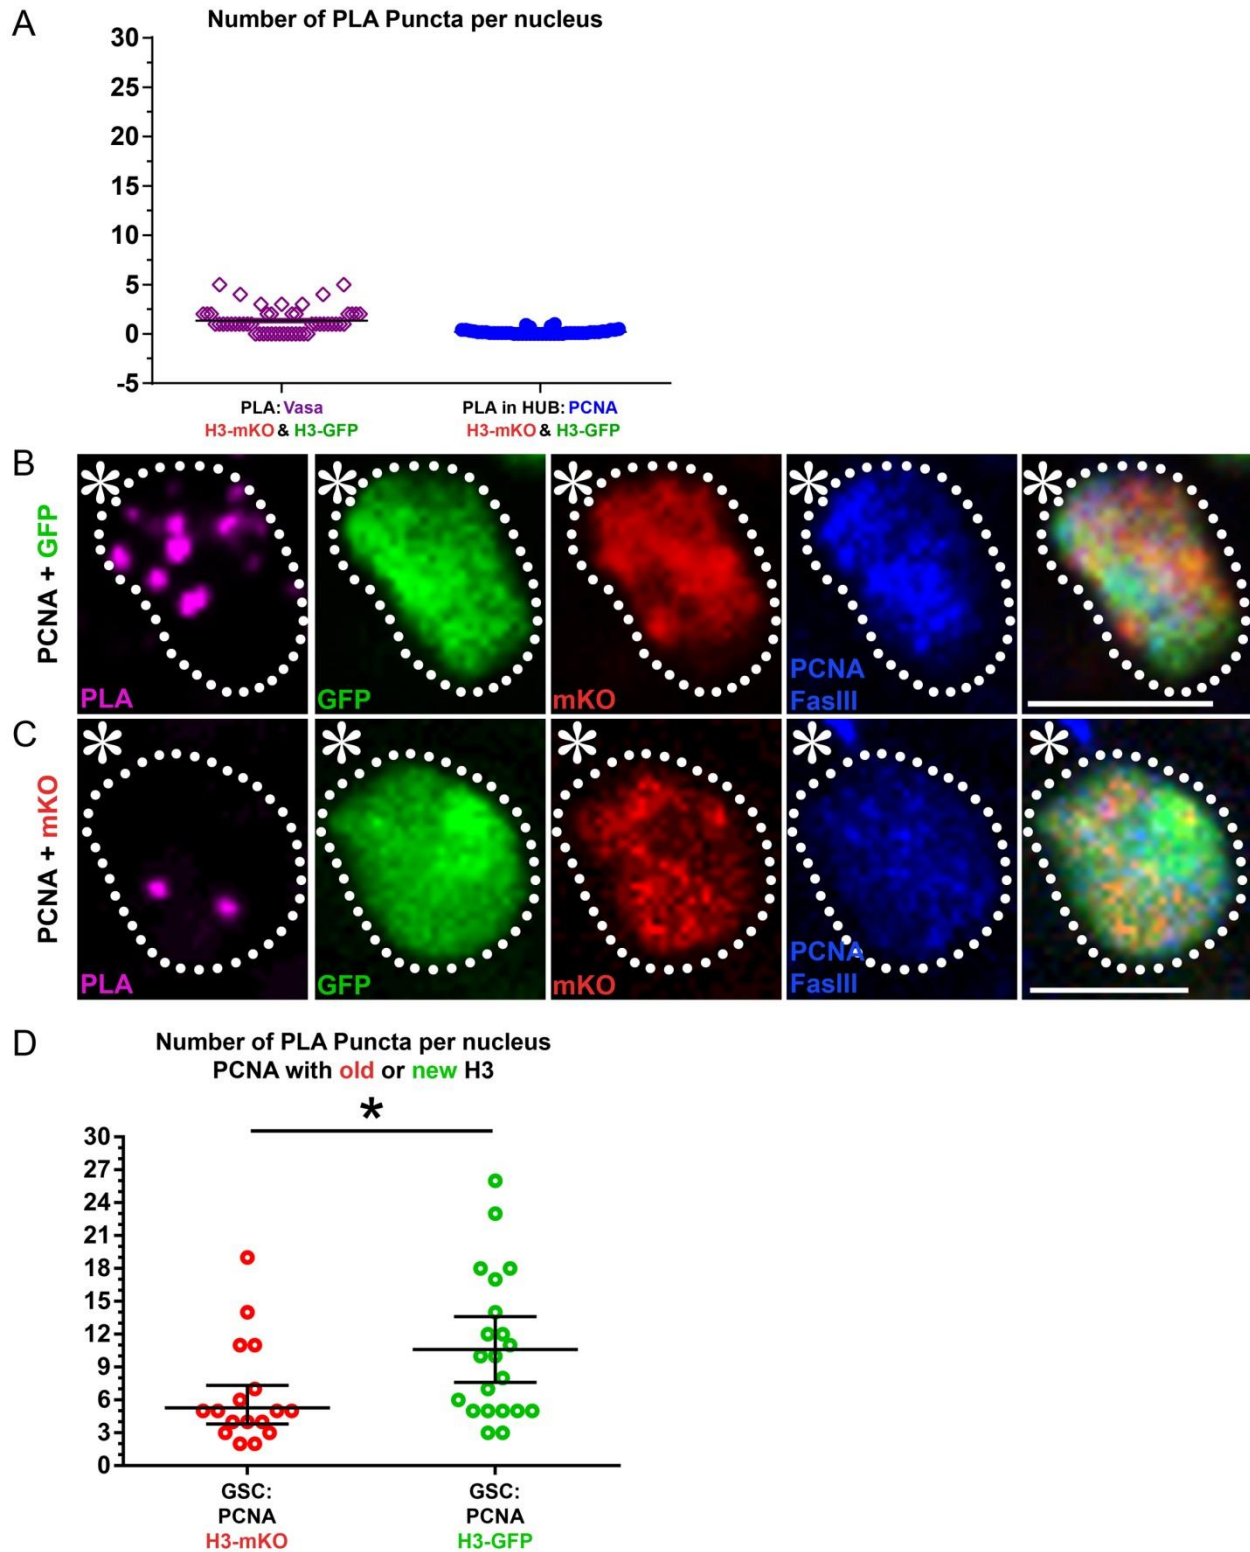 A
Number of PLA Puncta per nucleus
30
25
20
15
10
5
0
-5
PLA: Vasa
H3-mKO & H3-GFP
PLA in HUB: PCNA
H3-mKO & H3-GFP
B
PCNA + GFP
PLA
GFP
mKO
PCNA
FasIII
C
PCNA + mKO
PLA
GFP
mKO
PCNA
FasIII
D
Number of PLA Puncta per nucleus
PCNA with old or new H3
*
30
27
24
21
18
15
12
9
6
3
0
GSC:
PCNA
H3-mKO
GSC:
PCNA
H3-GFP